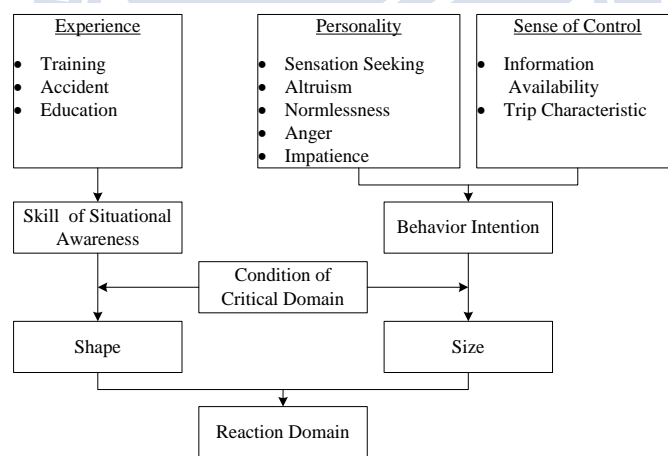 Experience
• Training
• Accident
• Education
Personality
• Sensation Seeking
• Altruism
• Normlessness
• Anger
• Impatience
Sense of Control
• Information
Availability
• Trip Characteristic
Skill of Situational
Awareness
Behavior Intention
Condition of
Critical Domain
Shape
Size
Reaction Domain